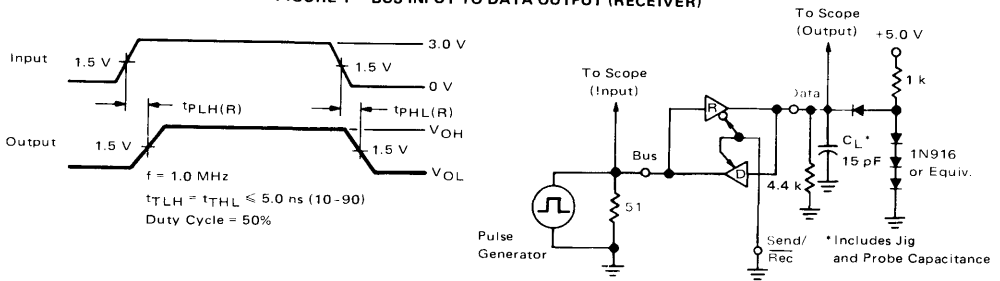 FIGURE 1 – BUS INPUT TO DATA OUTPUT (RECEIVER)
Input
1.5 V
3.0 V
1.5 V
0 V
tPLH(R)
tPHL(R)
Output
1.5 V
VOH
1.5 V
VOL
f = 1.0 MHz
tTLH = tTHL ≤ 5.0 ns (10-90)
Duty Cycle = 50%
To Scope
(Output)
+5.0 V
1 k
To Scope
(Input)
R
Data
Bus
D
CL*
15 pF
1N916
or Equiv.
4.4 k
51
Pulse
Generator
Send/
Rec
*Includes Jig
and Probe Capacitance